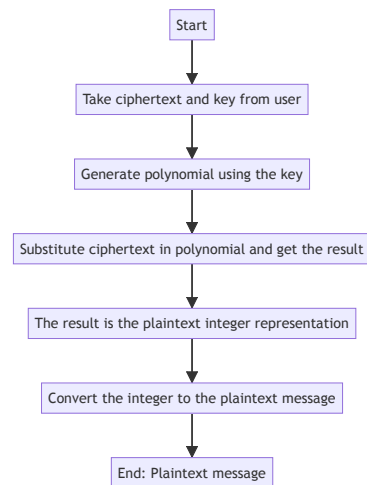 Start
Take ciphertext and key from user
Generate polynomial using the key
Substitute ciphertext in polynomial and get the result
The result is the plaintext integer representation
Convert the integer to the plaintext message
End: Plaintext message